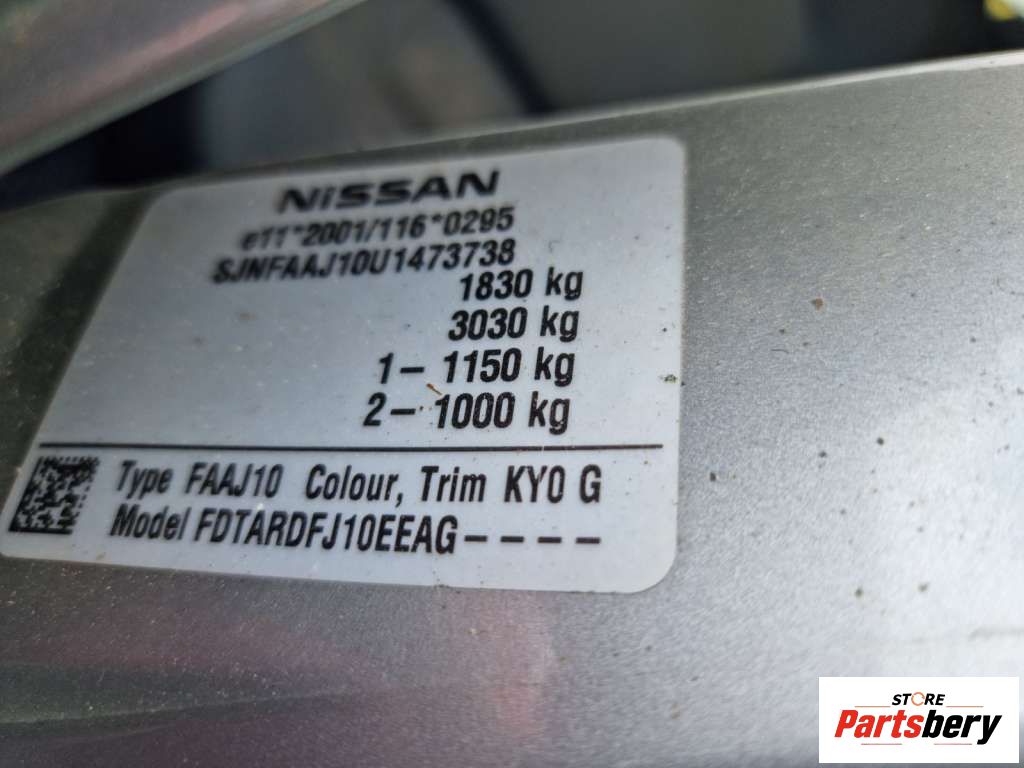 NISSAN
e11*2001/116*0295
SJNFAAJ10U1473738
1830 kg
3030 kg
1– 1150 kg
2– 1000 kg
Type FAAJ10 Colour, Trim KY0 G
Model FDTARDFJ10EEAG– – – –
STORE
Partsbery